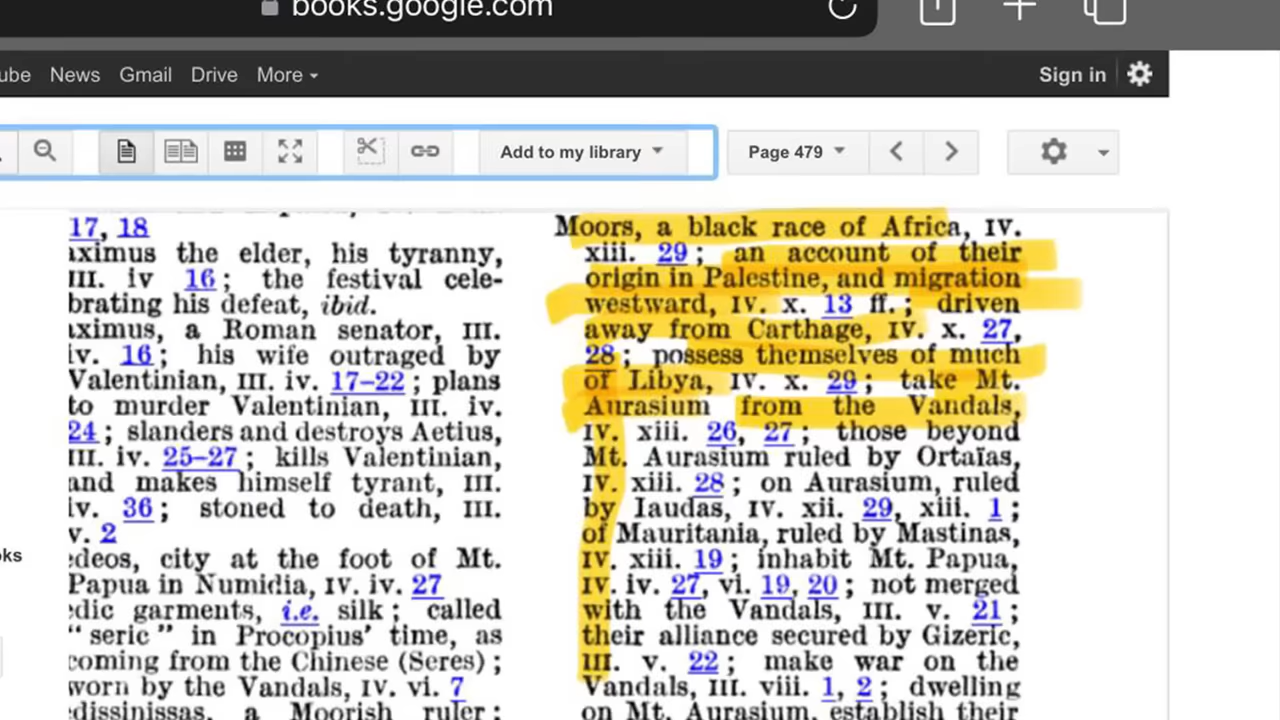 books.google.com
ube News Gmail Drive More Sign in
Add to my library Page 479
17, 18
aximus the elder, his tyranny,
III. iv 16 ; the festival cele-
brating his defeat, ibid.
aximus, a Roman senator, III.
iv. 16 ; his wife outraged by
Valentinian, III. iv. 17–22 ; plans
to murder Valentinian, III. iv.
24 ; slanders and destroys Aetius,
III. iv. 25–27 ; kills Valentinian,
and makes himself tyrant, III.
iv. 36 ; stoned to death, III.
v. 2
edeos, city at the foot of Mt.
Papua in Numidia, IV. iv. 27
edic garments, i.e. silk ; called
" seric " in Procopius' time, as
coming from the Chinese (Seres) ;
worn by the Vandals, IV. vi. 7
edissinissas, a Moorish ruler ;
oks
Moors, a black race of Africa, IV.
xiii. 29 ; an account of their
origin in Palestine, and migration
westward, IV. x. 13 ff. ; driven
away from Carthage, IV. x. 27,
28 ; possess themselves of much
of Libya, IV. x. 29 ; take Mt.
Aurasium from the Vandals,
IV. xiii. 26, 27 ; those beyond
Mt. Aurasium ruled by Ortaïas,
IV. xiii. 28 ; on Aurasium, ruled
by Iaudas, IV. xii. 29, xiii. 1 ;
of Mauritania, ruled by Mastinas,
IV. xiii. 19 ; inhabit Mt. Papua,
IV. iv. 27, vi. 19, 20 ; not merged
with the Vandals, III. v. 21 ;
their alliance secured by Gizeric,
III. v. 22 ; make war on the
Vandals, III. viii. 1, 2 ; dwelling
on Mt. Aurasium, establish their